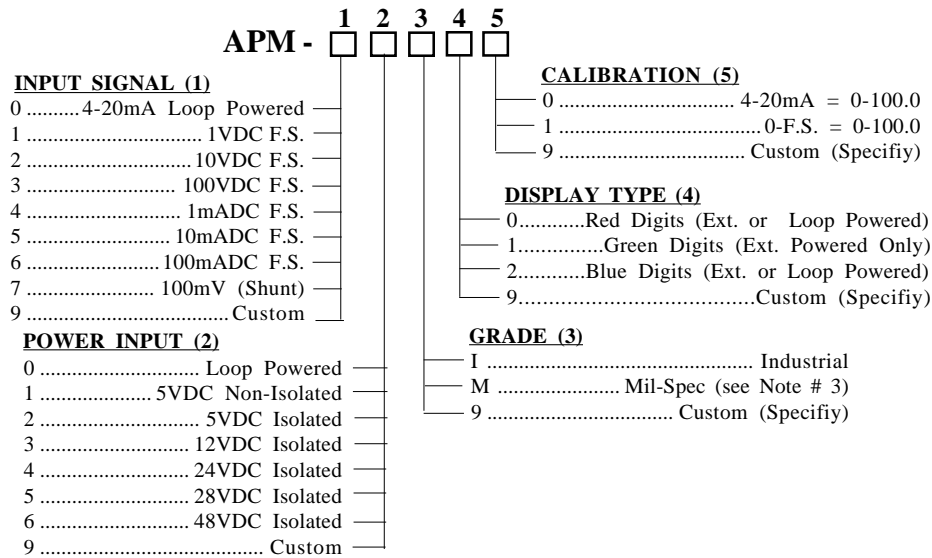 1 2 3 4 5
APM -
INPUT SIGNAL (1)
0 ......... 4-20mA Loop Powered
1 .............................. 1VDC F.S.
2 ............................ 10VDC F.S.
3 .......................... 100VDC F.S.
4 ........................... 1mADC F.S.
5 ......................... 10mADC F.S.
6 .......................100mADC F.S.
7 ...................... 100mV (Shunt)
9 ...................................Custom
POWER INPUT (2)
0 ........................... Loop Powered
1 ................... 5VDC Non-Isolated
2 ........................... 5VDC Isolated
3 ......................... 12VDC Isolated
4 ......................... 24VDC Isolated
5 ......................... 28VDC Isolated
6 ......................... 48VDC Isolated
9 ...................................... Custom
CALIBRATION (5)
0 .............................. 4-20mA = 0-100.0
1 ...................................0-F.S. = 0-100.0
9 ................................ Custom (Specifiy)
DISPLAY TYPE (4)
0............Red Digits (Ext. or Loop Powered)
1...............Green Digits (Ext. Powered Only)
2............Blue Digits (Ext. or Loop Powered)
9...................................Custom (Specifiy)
GRADE (3)
I .............................................. Industrial
M ..................... Mil-Spec (see Note # 3)
9 ................................ Custom (Specifiy)